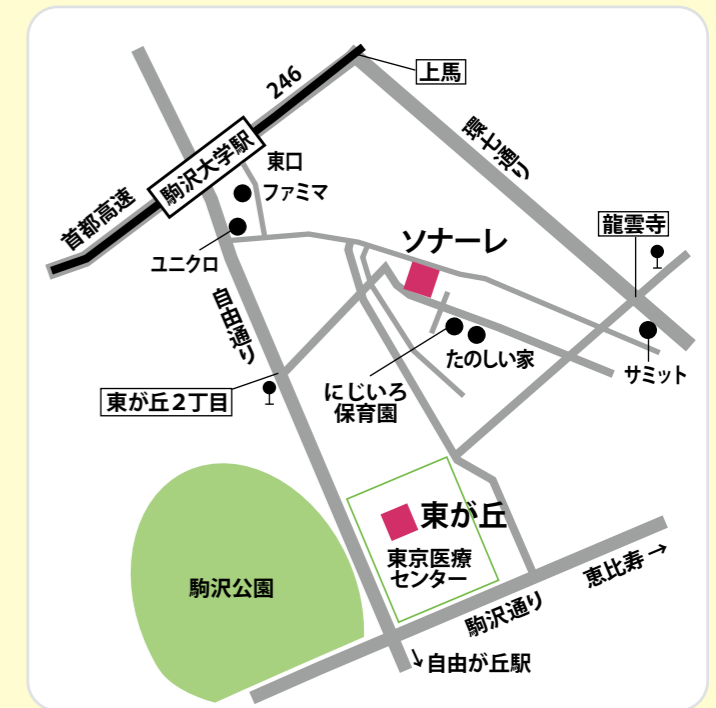 上馬
246
環七通り
駒沢大学駅
東口
ファミマ
首都高速
龍雲寺
ソナーレ
ユニクロ
自由通り
たのしい家
サミット
にじいろ
保育園
東が丘２丁目
東が丘
東京医療
センター
駒沢公園
恵比寿→
駒沢通り
↓自由が丘駅